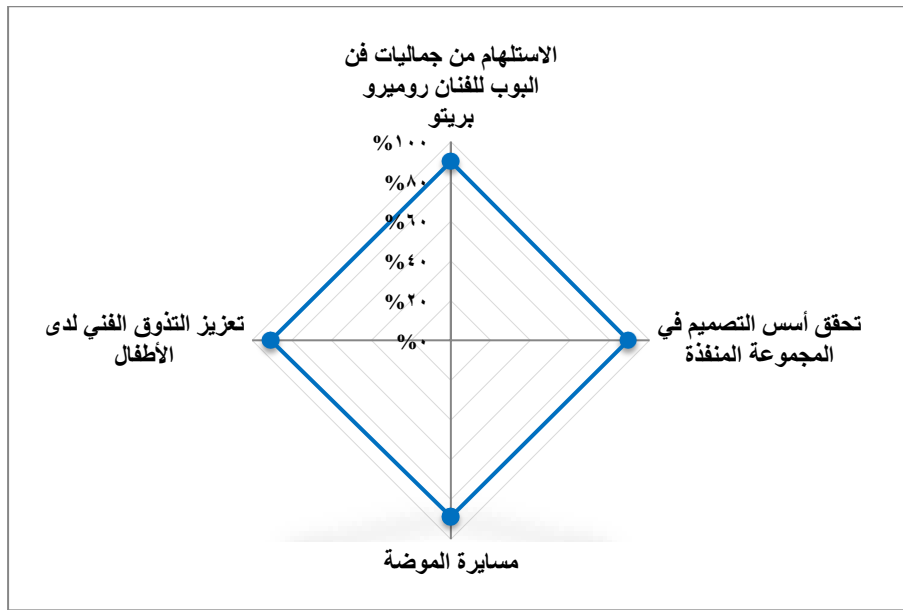 الاستلهام من جماليات فن
البوب للفنان روميرو
بريتو
%١٠٠
%٨٠
%٦٠
%٤٠
%٢٠
%٠
تحقق أسس التصميم في
المجموعة المنفذة
تعزيز التذوق الفني لدى
الأطفال
مسايرة الموضة